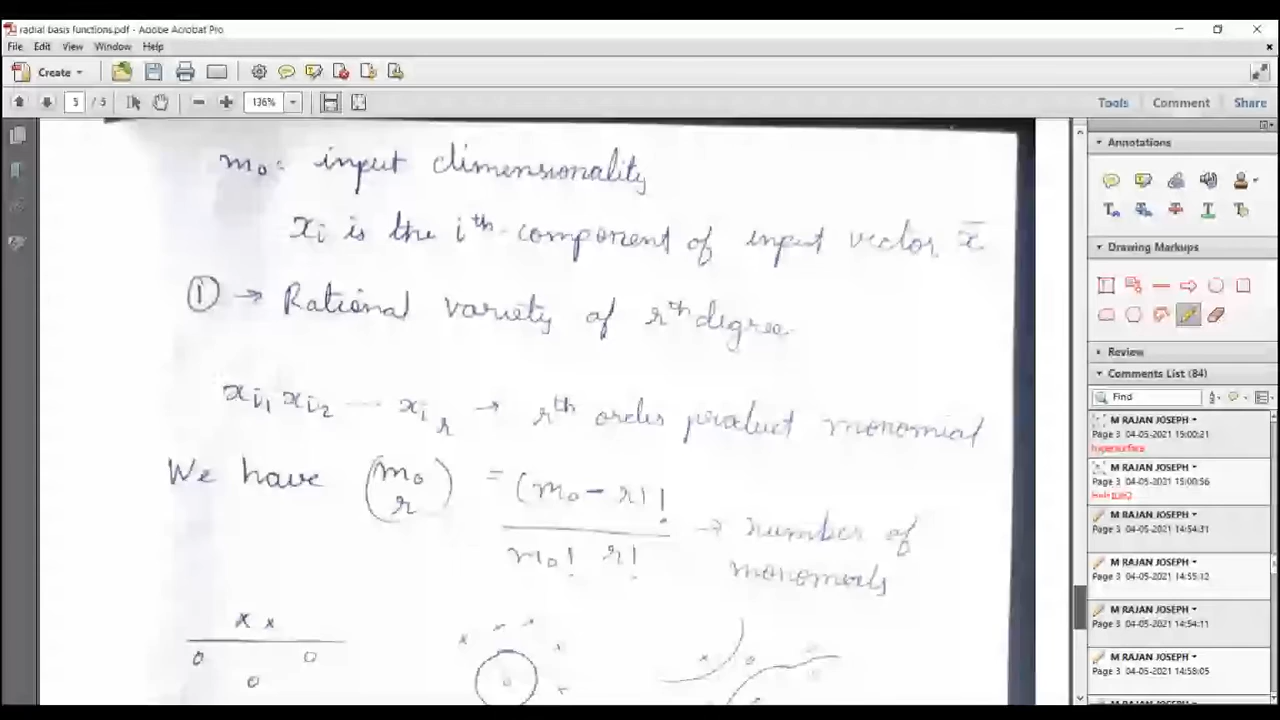 radial basis functions.pdf - Adobe Acrobat Pro
File Edit View Window Help
Create
5 / 5 136% Tools Comment Share
m₀ = input dimensionality
xᵢ is the iᵗʰ component of input vector x̄
① → Rational variety of rᵗʰ degree
xᵢ₁ xᵢ₂ --- xᵢᵣ → rᵗʰ order product monomial
We have (m₀ r) = (m₀ - r)! / m₀! r! → number of
monomials
x x
o o
o
Annotations
Drawing Markups
Review
Comments List (84)
Find
M RAJAN JOSEPH
Page 3 04-05-2021 15:00:21
hypersurface
M RAJAN JOSEPH
Page 3 04-05-2021 15:00:56
M RAJAN JOSEPH
Page 3 04-05-2021 14:54:31
M RAJAN JOSEPH
Page 3 04-05-2021 14:55:12
M RAJAN JOSEPH
Page 3 04-05-2021 14:54:11
M RAJAN JOSEPH
Page 3 04-05-2021 14:58:05
M RAJAN JOSEPH